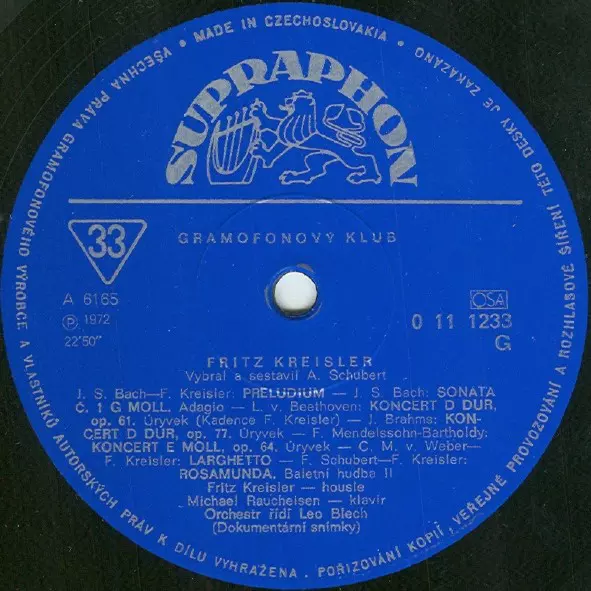 VŠECHNA PRÁVA GRAMOFONOVÉHO VÝROBCE A VLASTNÍKŮ AUTORSKÝCH PRÁV K DÍLU VYHRAŽENA. POŘIZOVÁNÍ KOPIÍ, VEŘEJNÉ PROVOZOVÁNÍ A ROZHLASOVÉ ŠÍŘENÍ TÉTO DESKY JE ZAKÁZÁNO • MADE IN CZECHOSLOVAKIA •
SUPRAPHON
33
GRAMOFONOVÝ KLUB
A 6165
OSA
Ⓟ 1972
0 11 1233
22'50"
G
FRITZ KREISLER
Vybral a sestavil A. Schubert
J. S. Bach—F. Kreisler: PRELUDIUM — J. S. Bach: SONATA
Č. 1 G MOLL. Adagio — L. v. Beethoven: KONCERT D DUR,
op. 61. Úryvek (Kadence F. Kreisler) — J. Brahms: KON-
CERT D DUR, op. 77. Úryvek — F. Mendelssohn-Bartholdy:
KONCERT E MOLL, op. 64. Úryvek — C. M. v. Weber—
F. Kreisler: LARGHETTO — F. Schubert—F. Kreisler:
ROSAMUNDA. Baletní hudba II
Fritz Kreisler — housle
Michael Raucheisen — klavír
Orchestr řídí Leo Blech
(Dokumentární snímky)